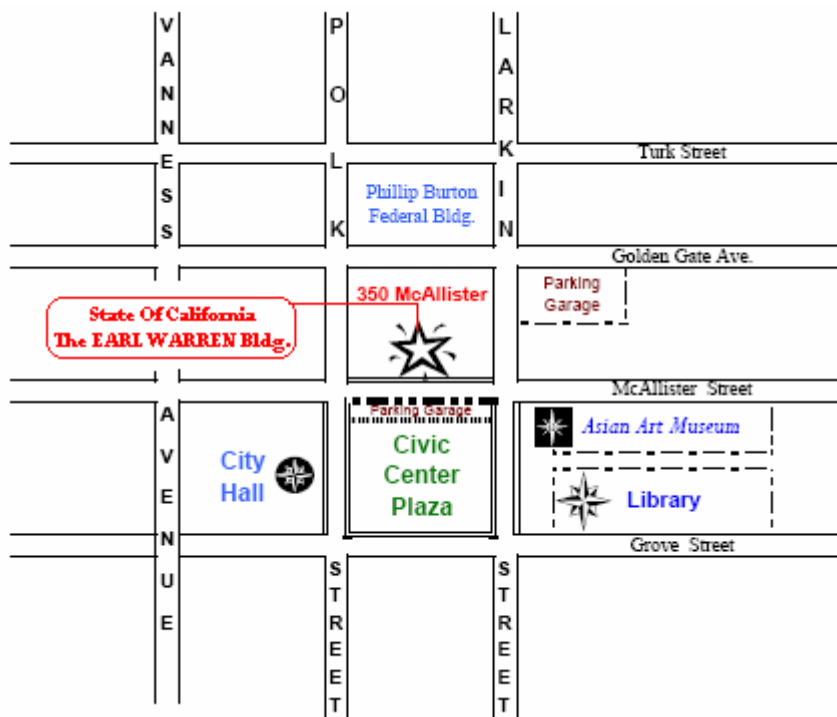 VANNESS AVENUE
POLK STREET
LARKIN STREET
Turk Street
Phillip Burton
Federal Bldg.
Golden Gate Ave.
350 McAllister
Parking
Garage
State Of California
The EARL WARREN Bldg.
McAllister Street
Parking Garage
Asian Art Museum
City
Hall
Civic
Center
Plaza
Library
Grove Street